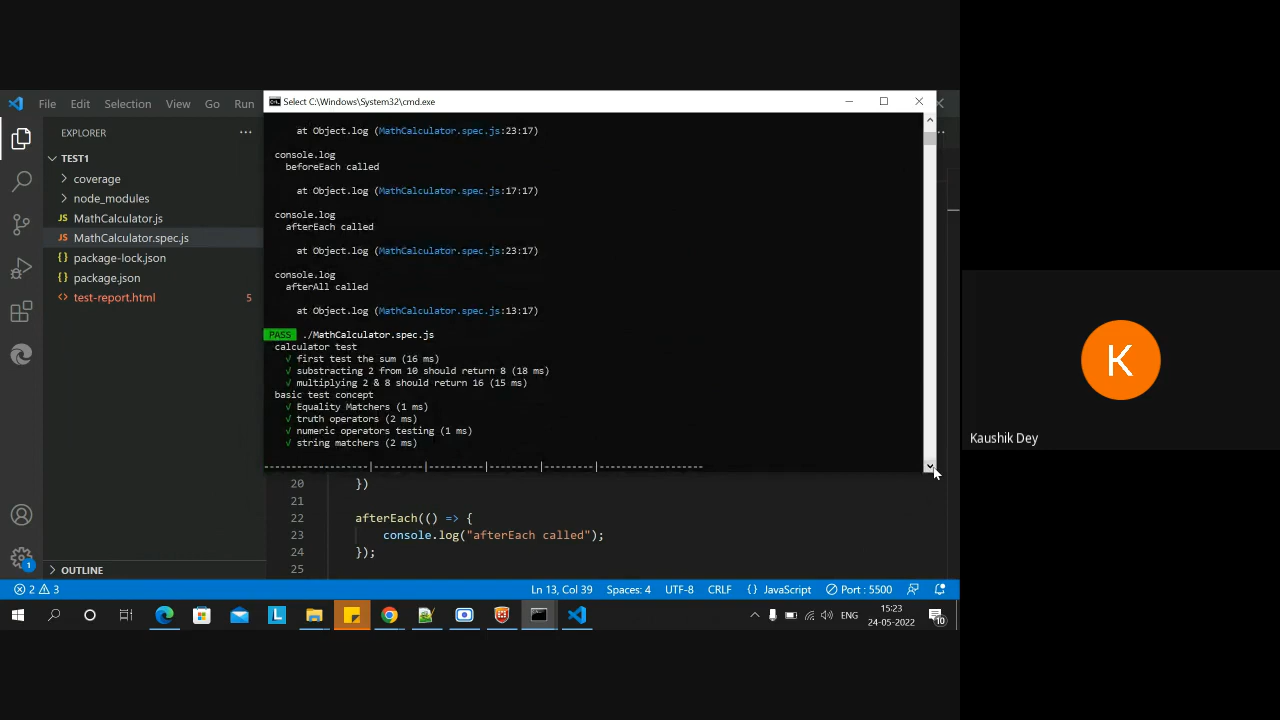 File Edit Selection View Go Run
Select C:\Windows\System32\cmd.exe
EXPLORER
TEST1
coverage
node_modules
JS MathCalculator.js
JS MathCalculator.spec.js
{} package-lock.json
{} package.json
<> test-report.html 5
at Object.log (MathCalculator.spec.js:23:17)
console.log
beforeEach called
at Object.log (MathCalculator.spec.js:17:17)
console.log
afterEach called
at Object.log (MathCalculator.spec.js:23:17)
console.log
afterAll called
at Object.log (MathCalculator.spec.js:13:17)
PASS ./MathCalculator.spec.js
calculator test
√ first test the sum (16 ms)
√ substracting 2 from 10 should return 8 (18 ms)
√ multiplying 2 & 8 should return 16 (15 ms)
basic test concept
√ Equality Matchers (1 ms)
√ truth operators (2 ms)
√ numeric operators testing (1 ms)
√ string matchers (2 ms)
-------------------|---------|----------|---------|---------|-------------------
20 })
21
22 afterEach(() => {
23 console.log("afterEach called");
24 });
25
OUTLINE
1
2 3 Ln 13, Col 39 Spaces: 4 UTF-8 CRLF {} JavaScript Port : 5500
L ENG 15:23
24-05-2022 10
K
Kaushik Dey